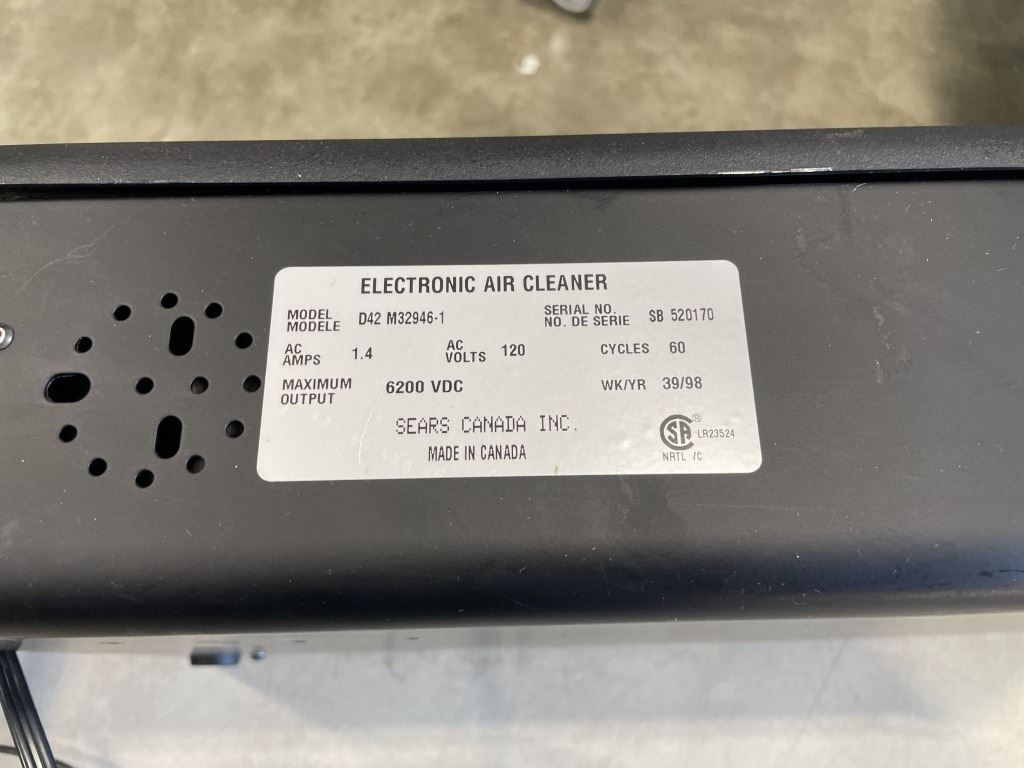 ELECTRONIC AIR CLEANER
MODEL MODELE D42 M32946-1 SERIAL NO. NO. DE SERIE SB 520170
AC AMPS 1.4 AC VOLTS 120 CYCLES 60
MAXIMUM OUTPUT 6200 VDC WK/YR 39/98
SEARS CANADA INC.
MADE IN CANADA
SA ® LR23524
NRTL /C